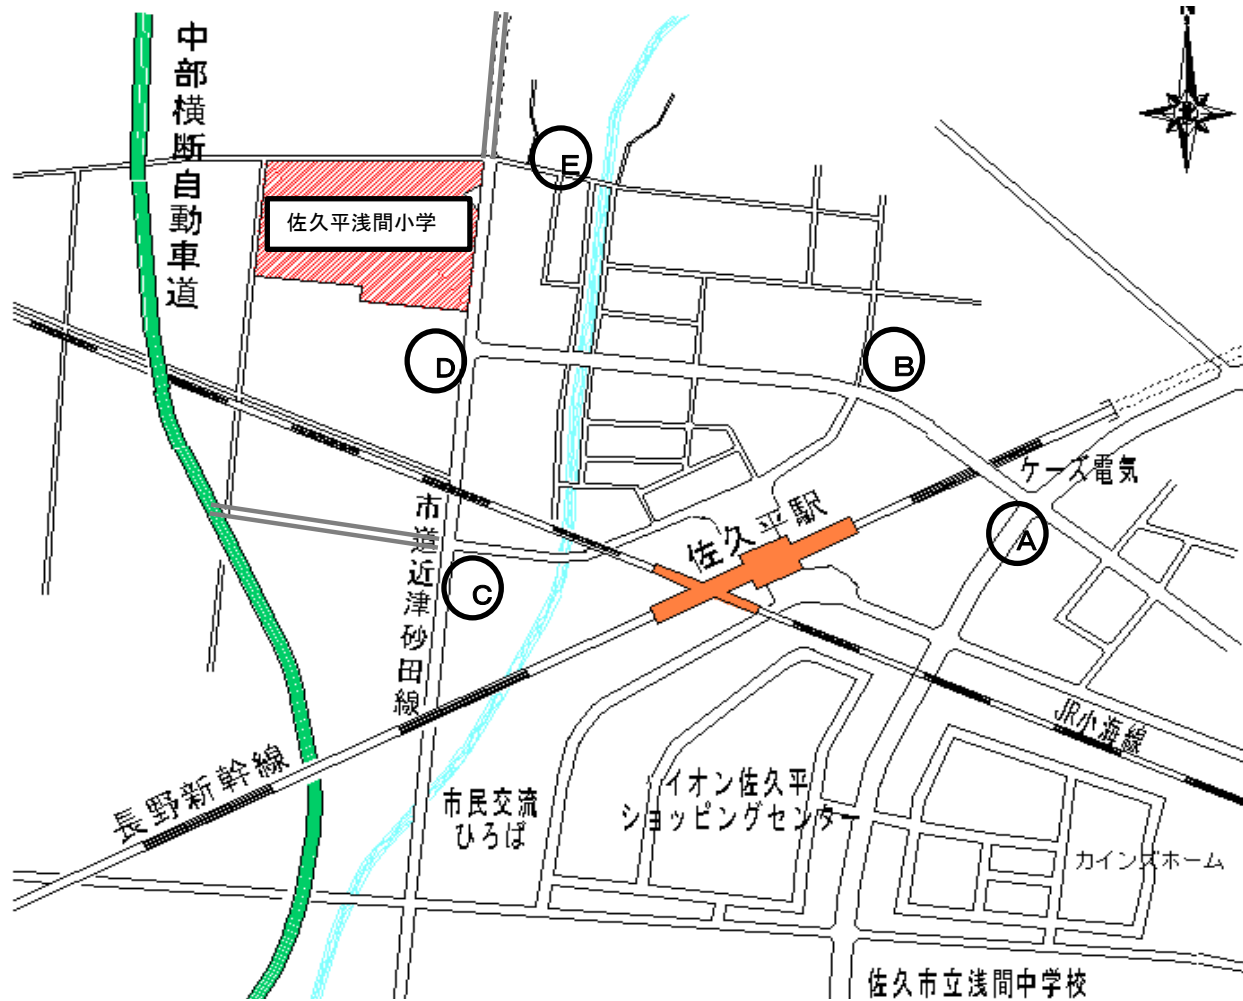 N
中部横断自動車道
E
佐久平浅間小学
D
B
ケーズ電気
佐久平駅
A
市道近津砂田線
C
JR小海線
長野新幹線
市民交流
ひろば
イオン佐久平
ショッピングセンター
カインズホーム
佐久市立浅間中学校